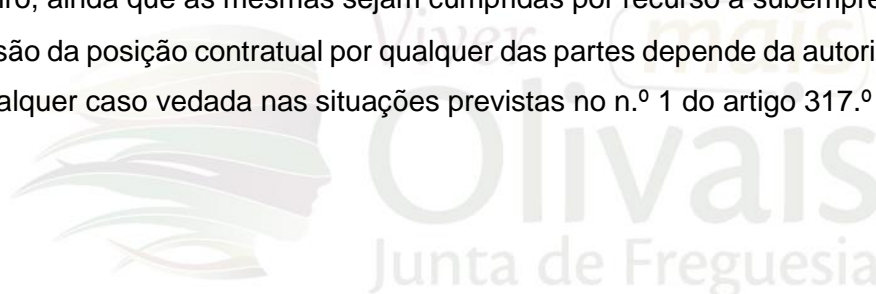 iro, ainda que as mesmas sejam cumpridas por recurso a subempre
são da posição contratual por qualquer das partes depende da autori
alquer caso vedada nas situações previstas no n.º 1 do artigo 317.º
Viver mais
Olivais
Junta de Freguesia